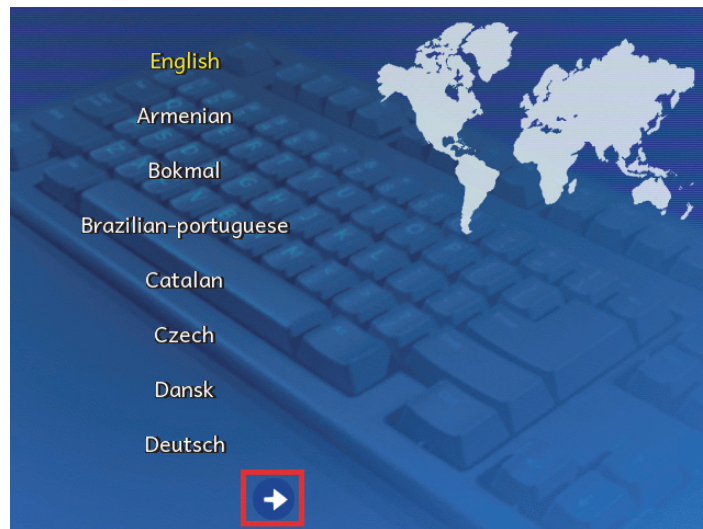 English
Armenian
Bokmal
Brazilian-portuguese
Catalan
Czech
Dansk
Deutsch